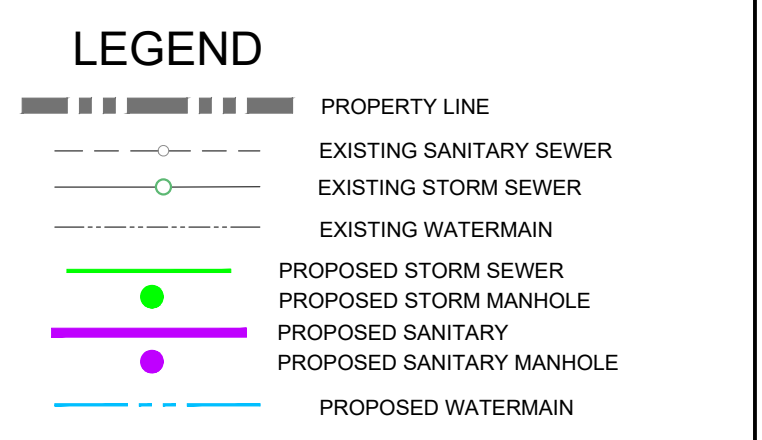 LEGEND
PROPERTY LINE
EXISTING SANITARY SEWER
EXISTING STORM SEWER
EXISTING WATERMAIN
PROPOSED STORM SEWER
PROPOSED STORM MANHOLE
PROPOSED SANITARY
PROPOSED SANITARY MANHOLE
PROPOSED WATERMAIN